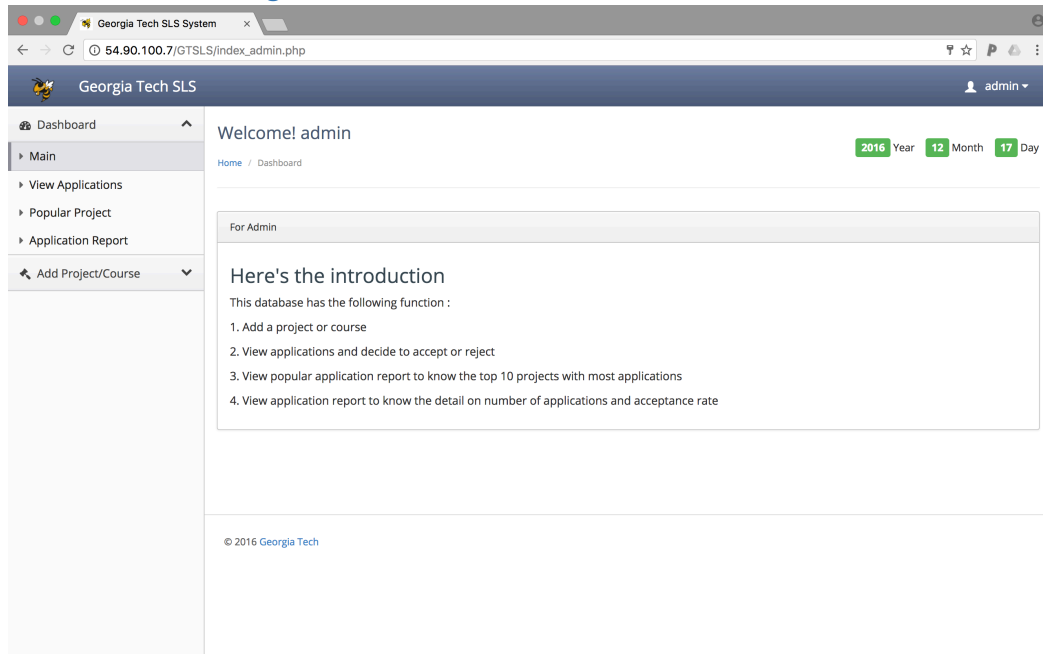 Georgia Tech SLS System
54.90.100.7/GTSLS/index_admin.php
Georgia Tech SLS
admin
Dashboard
Main
View Applications
Popular Project
Application Report
Add Project/Course
Welcome! admin
Home / Dashboard
2016 Year 12 Month 17 Day
For Admin
Here's the introduction
This database has the following function :
1. Add a project or course
2. View applications and decide to accept or reject
3. View popular application report to know the top 10 projects with most applications
4. View application report to know the detail on number of applications and acceptance rate
© 2016 Georgia Tech